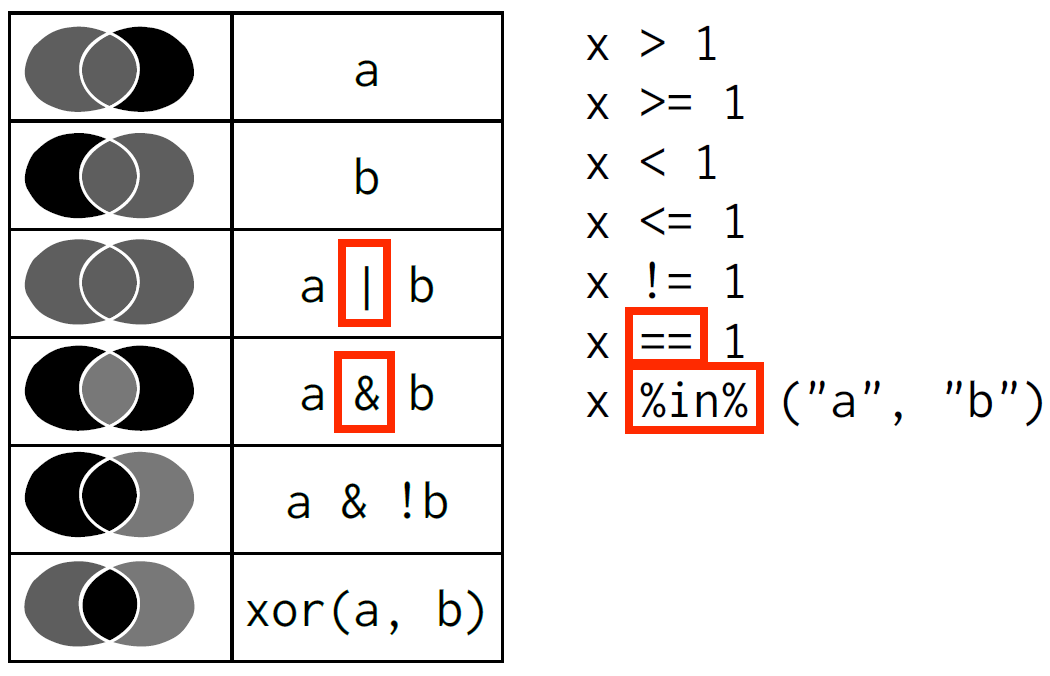 a
b
a | b
a & b
a & !b
xor(a, b)
x > 1
x >= 1
x < 1
x <= 1
x != 1
x == 1
x %in% ("a", "b")